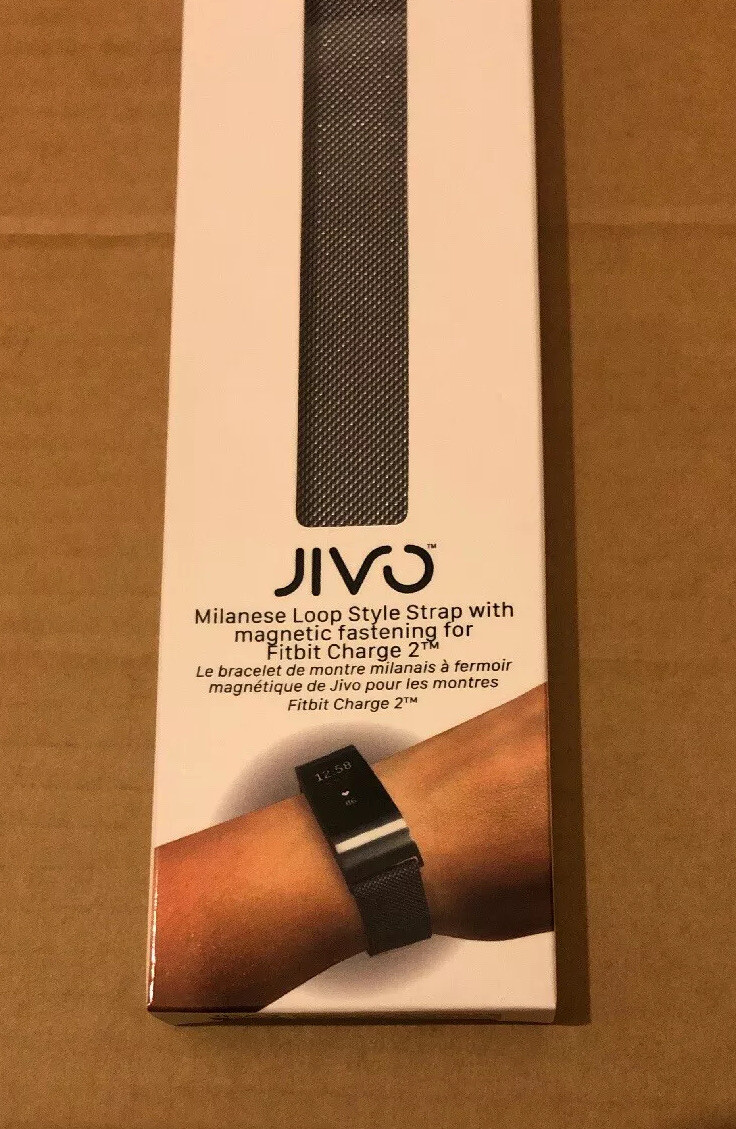 JIVO™
Milanese Loop Style Strap with
magnetic fastening for
Fitbit Charge 2™
Le bracelet de montre milanais à fermoir
magnétique de Jivo pour les montres
Fitbit Charge 2™
12:58
86